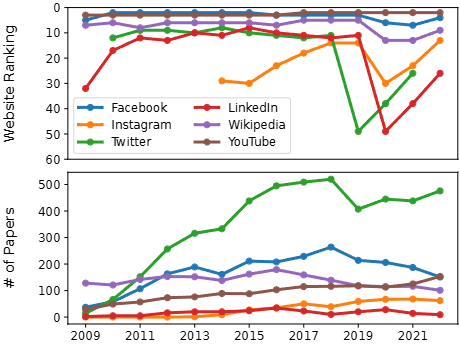 Website Ranking
0
10
20
30
40
50
60
Facebook
Instagram
Twitter
LinkedIn
Wikipedia
YouTube
# of Papers
500
400
300
200
100
0
2009 2011 2013 2015 2017 2019 2021